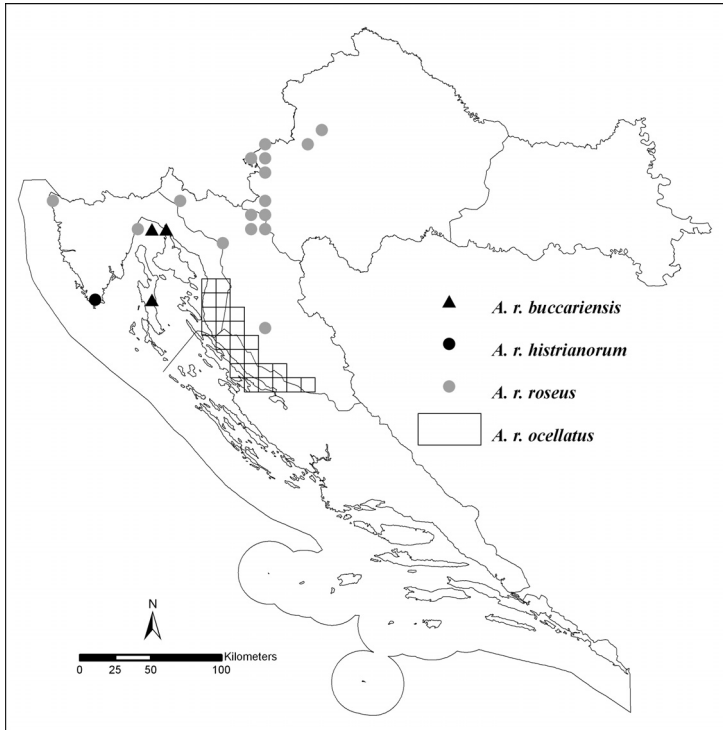 A. r. buccariensis
A. r. histrianorum
A. r. roseus
A. r. ocellatus
N
Kilometers
0 25 50 100